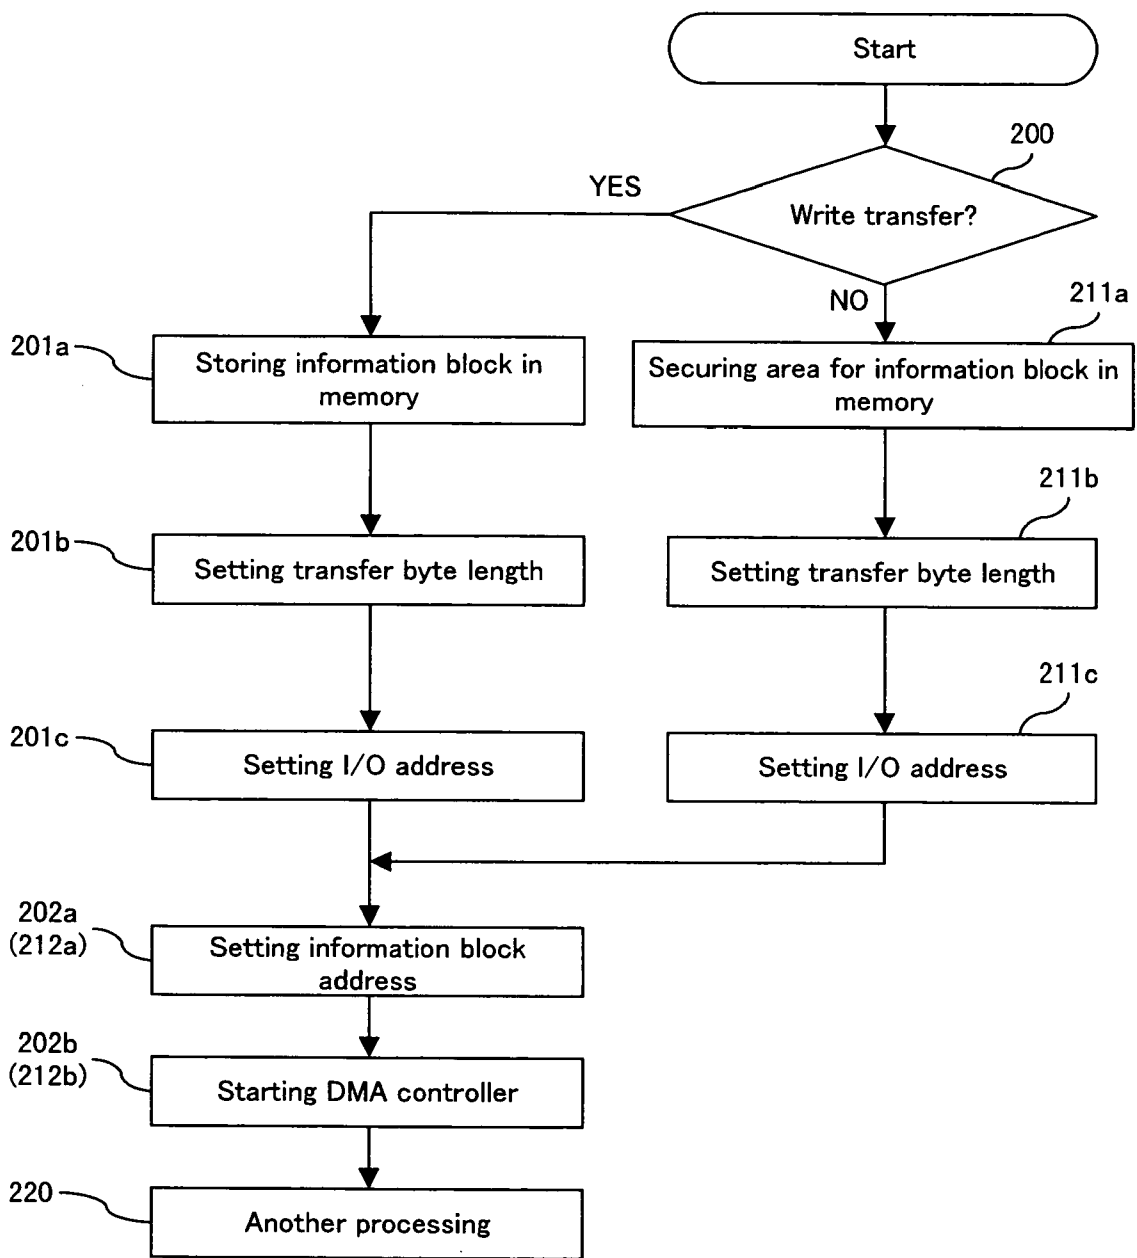 Start
200
YES
Write transfer?
NO
211a
201a
Storing information block in
memory
Securing area for information block in
memory
211b
201b
Setting transfer byte length
Setting transfer byte length
211c
201c
Setting I/O address
Setting I/O address
202a
(212a)
Setting information block
address
202b
(212b)
Starting DMA controller
220
Another processing